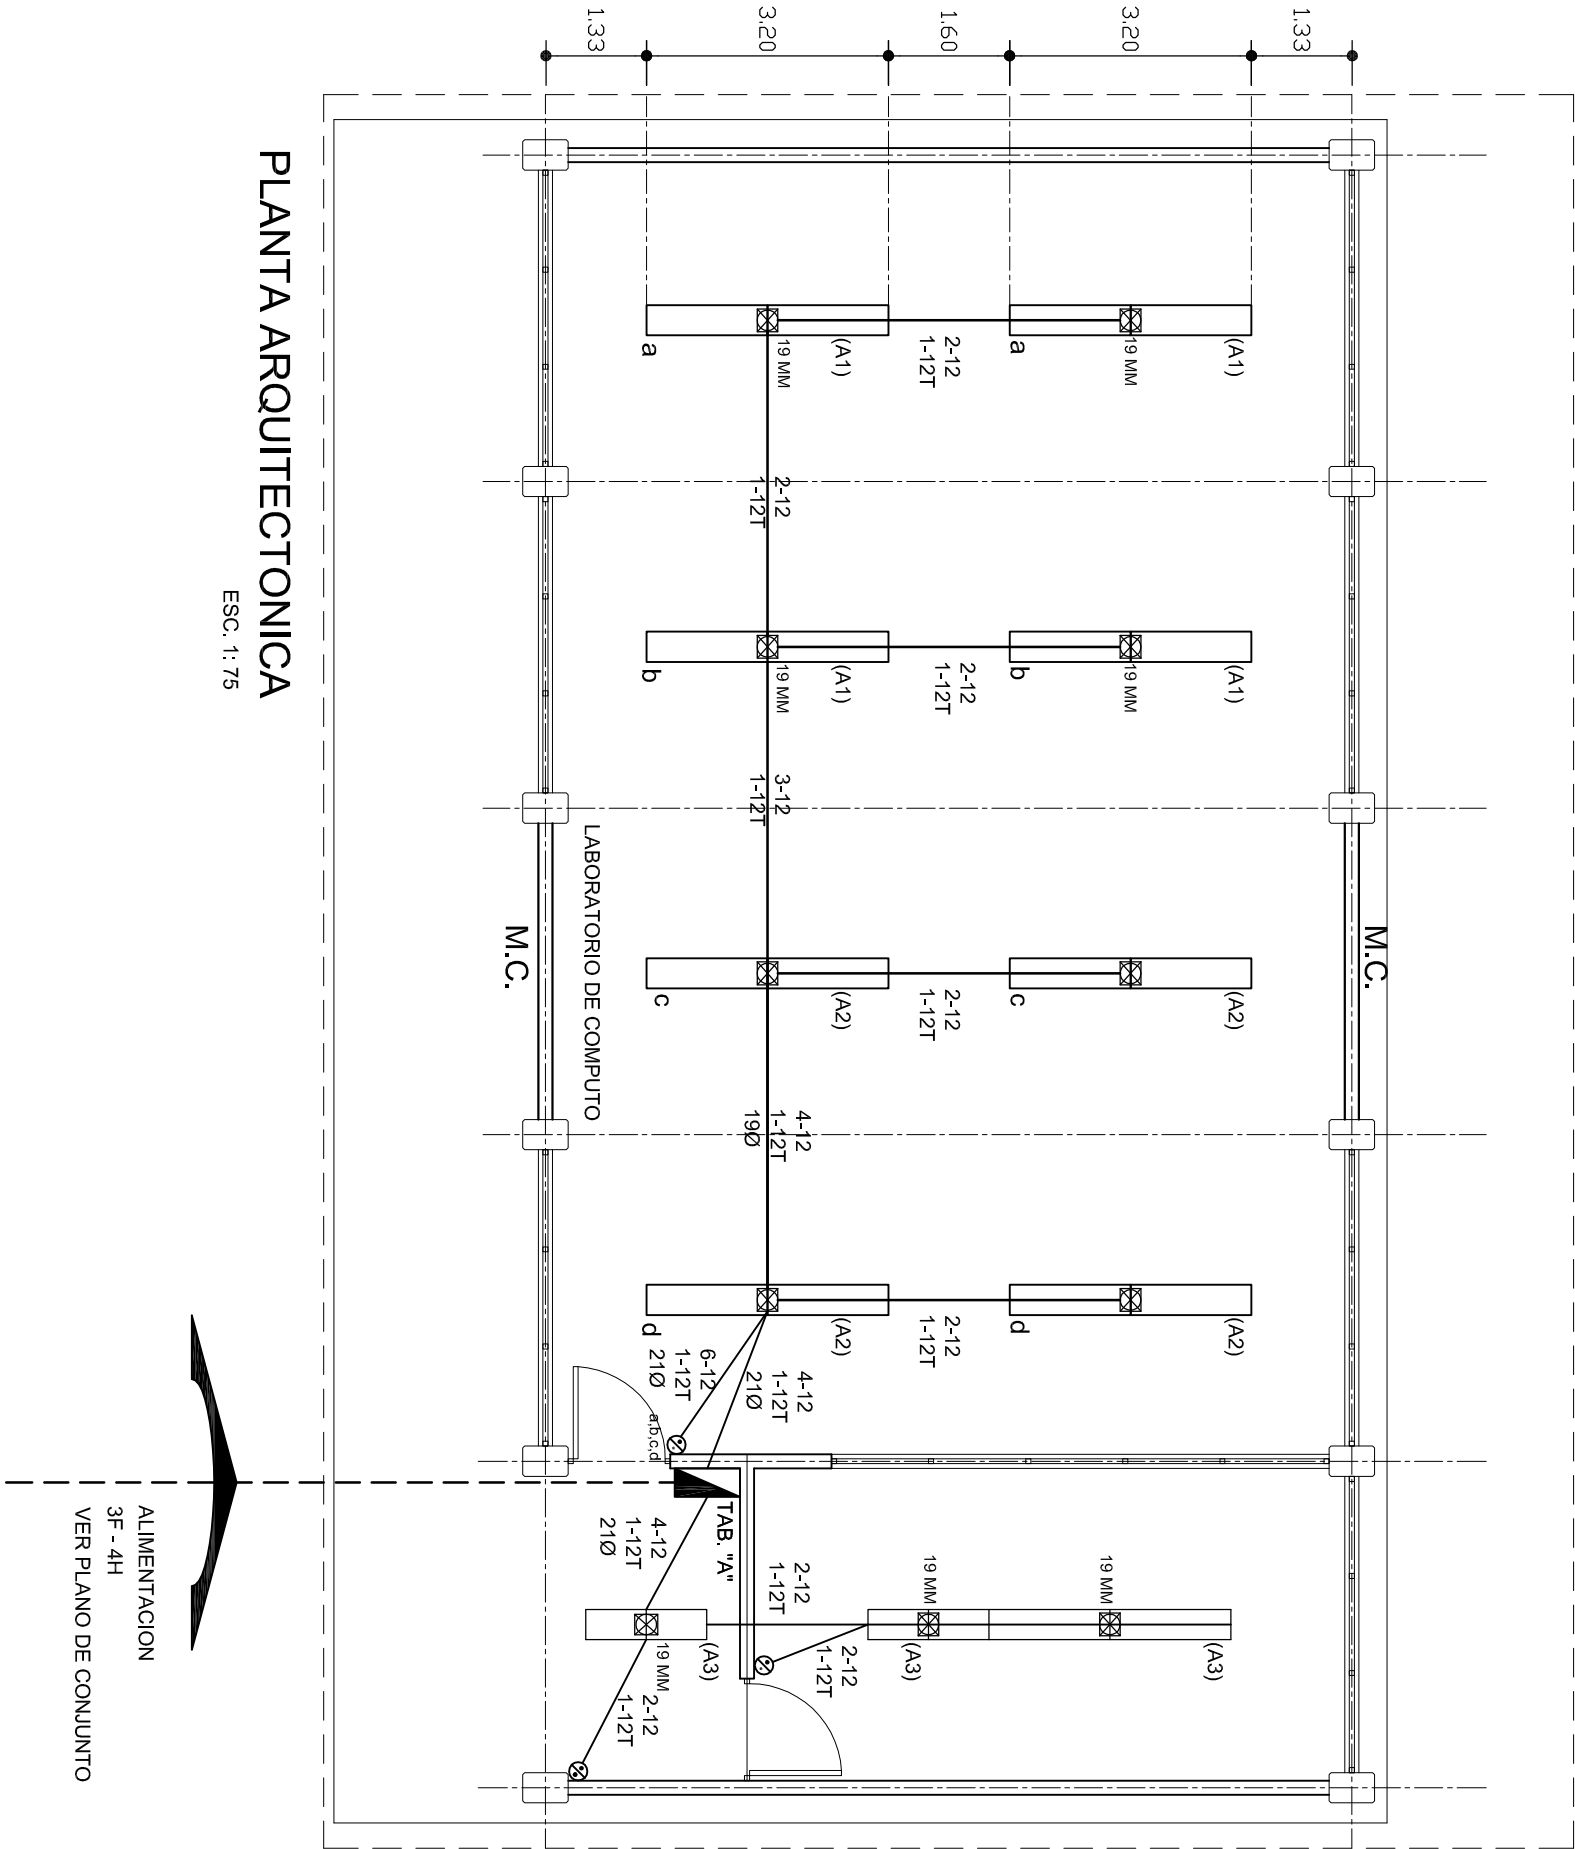 1.33
3.20
1.60
3.20
1.33
(A1)
19 MM
a
2-12
1-12T
(A1)
19 MM
a
2-12
1-12T
(A1)
19 MM
b
2-12
1-12T
(A1)
19 MM
b
3-12
1-12T
M.C.
(A2)
c
2-12
1-12T
(A2)
c
LABORATORIO DE COMPUTO
M.C.
4-12
1-12T
19Ø
(A2)
d
2-12
1-12T
(A2)
d
4-12
1-12T
21Ø
6-12
1-12T
21Ø
a,b,c,d
TAB. "A"
4-12
1-12T
21Ø
2-12
1-12T
19 MM
19 MM
(A3)
(A3)
2-12
1-12T
(A3)
19 MM
2-12
1-12T
PLANTA ARQUITECTONICA
ESC. 1: 75
ALIMENTACION
3F - 4H
VER PLANO DE CONJUNTO